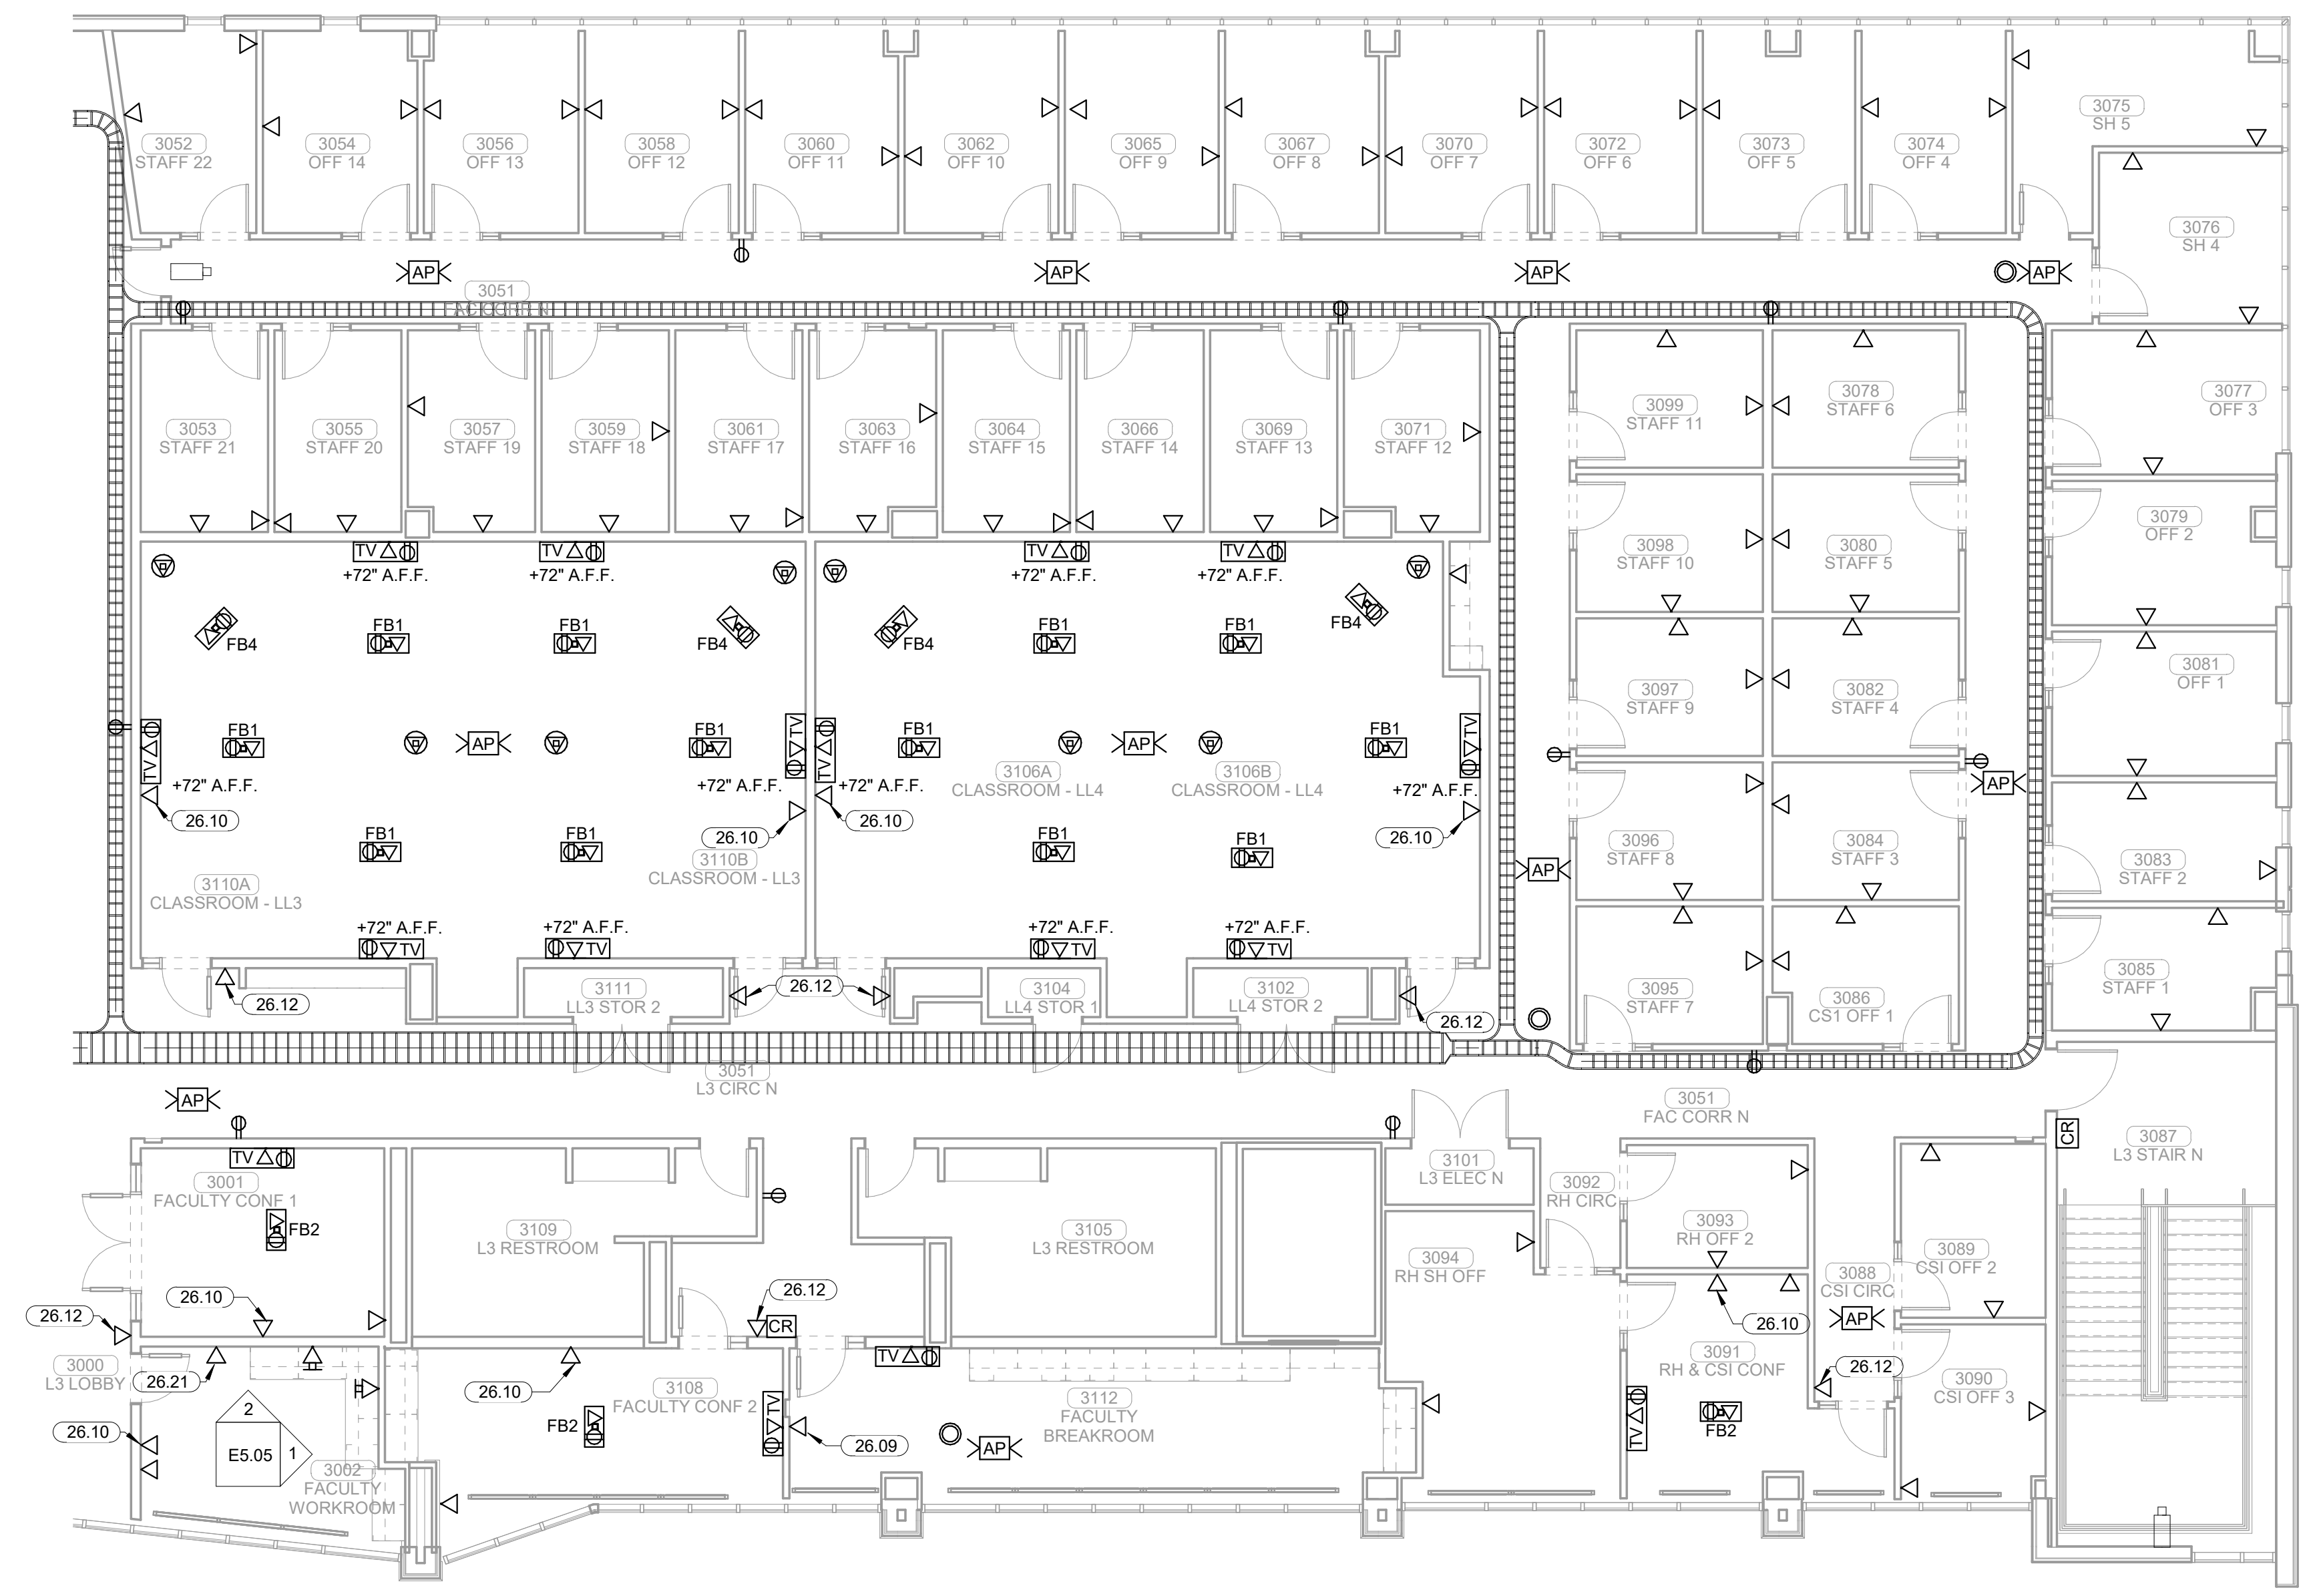 3052
STAFF 22
3054
OFF 14
3056
OFF 13
3058
OFF 12
3060
OFF 11
3062
OFF 10
3065
OFF 9
3067
OFF 8
3070
OFF 7
3072
OFF 6
3073
OFF 5
3074
OFF 4
3075
SH 5
3076
SH 4
AP
AP
AP
AP
3051
FAC CORR N
3053
STAFF 21
3055
STAFF 20
3057
STAFF 19
3059
STAFF 18
3061
STAFF 17
3063
STAFF 16
3064
STAFF 15
3066
STAFF 14
3069
STAFF 13
3071
STAFF 12
3099
STAFF 11
3078
STAFF 6
3077
OFF 3
3098
STAFF 10
3080
STAFF 5
3079
OFF 2
TV
+72" A.F.F.
TV
+72" A.F.F.
TV
+72" A.F.F.
TV
+72" A.F.F.
FB4
FB1
FB1
FB4
FB4
FB1
FB1
FB4
3097
STAFF 9
3082
STAFF 4
3081
OFF 1
TV
+72" A.F.F.
26.10
FB1
AP
FB1
TV
+72" A.F.F.
26.10
TV
+72" A.F.F.
26.10
FB1
AP
3106A
CLASSROOM - LL4
3106B
CLASSROOM - LL4
FB1
TV
+72" A.F.F.
26.10
AP
AP
3096
STAFF 8
3084
STAFF 3
3083
STAFF 2
FB1
FB1
3110B
CLASSROOM - LL3
3110A
CLASSROOM - LL3
FB1
FB1
+72" A.F.F.
TV
+72" A.F.F.
TV
+72" A.F.F.
TV
+72" A.F.F.
TV
26.12
3111
LL3 STOR 2
26.12
3104
LL4 STOR 1
3102
LL4 STOR 2
26.12
3095
STAFF 7
3086
CS1 OFF 1
3085
STAFF 1
3051
L3 CIRC N
AP
3051
FAC CORR N
TV
3001
FACULTY CONF 1
FB2
26.10
26.12
3109
L3 RESTROOM
26.12
CR
3105
L3 RESTROOM
3101
L3 ELEC N
3092
RH CIRC
3094
RH SH OFF
3093
RH OFF 2
3088
CSI CIRC
AP
3089
CSI OFF 2
CR
3087
L3 STAIR N
3000
L3 LOBBY
26.21
26.10
2
E5.05
1
3002
FACULTY
WORKROOM
26.10
3108
FACULTY CONF 2
FB2
TV
26.09
TV
AP
3112
FACULTY
BREAKROOM
26.10
3091
RH & CSI CONF
26.12
TV
FB2
3090
CSI OFF 3